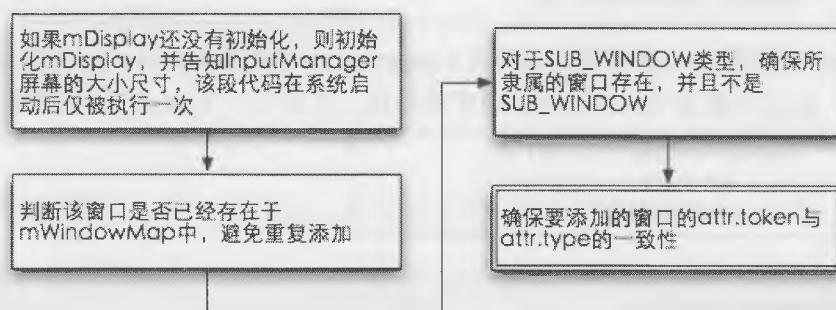 如果mDisplay还没有初始化，则初始
化mDisplay，并告知InputManager
屏幕的大小尺寸，该段代码在系统启
动后仅被执行一次
判断该窗口是否已经存在于
mWindowMap中，避免重复添加
对于SUB_WINDOW类型，确保所
隶属的窗口存在，并且不是
SUB_WINDOW
确保要添加的窗口的attr.token与
attr.type的一致性